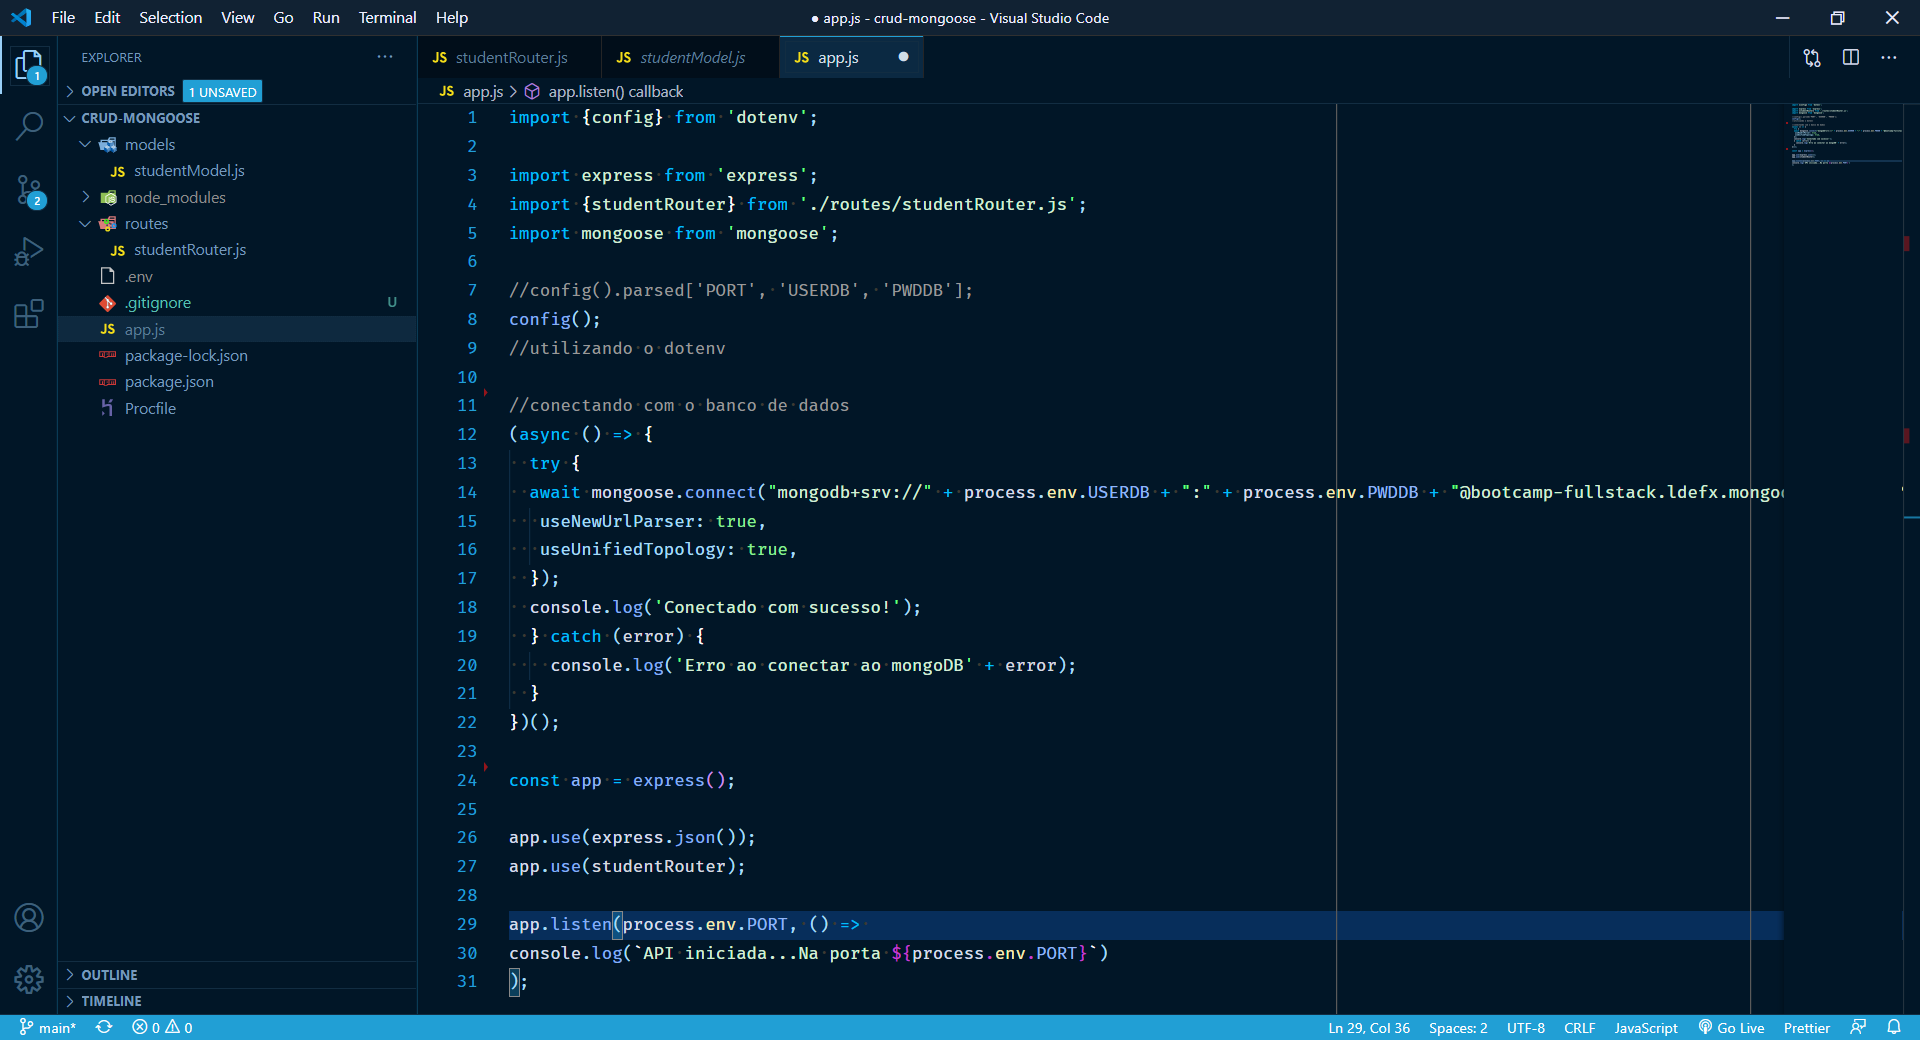 File Edit Selection View Go Run Terminal Help
● app.js - crud-mongoose - Visual Studio Code
EXPLORER
OPEN EDITORS 1 UNSAVED
CRUD-MONGOOSE
models
JS studentModel.js
node_modules
routes
JS studentRouter.js
.env
.gitignore U
JS app.js
package-lock.json
package.json
Procfile
OUTLINE
TIMELINE
1
2
JS studentRouter.js JS studentModel.js JS app.js
JS app.js > app.listen() callback
1 import {config} from 'dotenv';
2
3 import express from 'express';
4 import {studentRouter} from './routes/studentRouter.js';
5 import mongoose from 'mongoose';
6
7 //config().parsed['PORT', 'USERDB', 'PWDDB'];
8 config();
9 //utilizando o dotenv
10
11 //conectando com o banco de dados
12 (async () => {
13 try {
14 await mongoose.connect("mongodb+srv://" + process.env.USERDB + ":" + process.env.PWDDB + "@bootcamp-fullstack.ldefx.mongo
15 useNewUrlParser: true,
16 useUnifiedTopology: true,
17 });
18 console.log('Conectado com sucesso!');
19 } catch (error) {
20 console.log('Erro ao conectar ao mongoDB' + error);
21 }
22 })();
23
24 const app = express();
25
26 app.use(express.json());
27 app.use(studentRouter);
28
29 app.listen(process.env.PORT, () =>
30 console.log(`API iniciada...Na porta ${process.env.PORT}`)
31 );
main* 0 0 Ln 29, Col 36 Spaces: 2 UTF-8 CRLF JavaScript Go Live Prettier